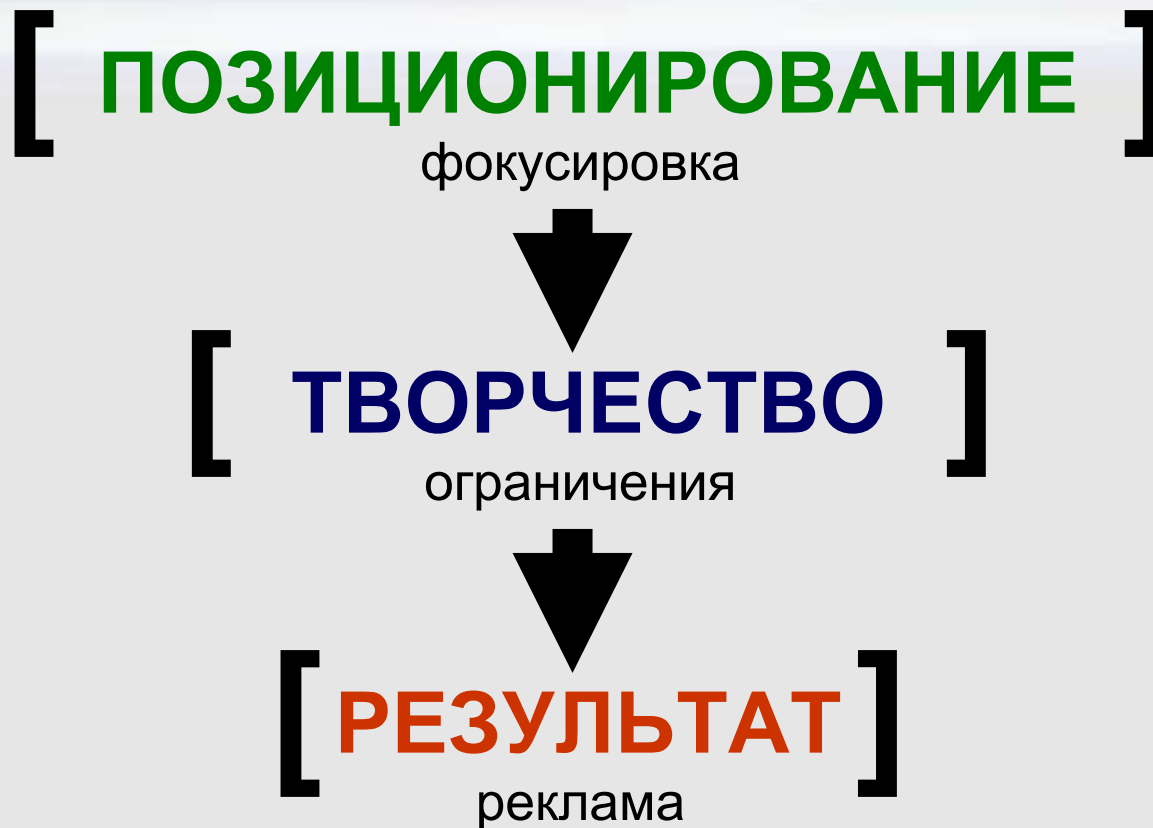 [ ПОЗИЦИОНИРОВАНИЕ ]
фокусировка
[ ТВОРЧЕСТВО ]
ограничения
[ РЕЗУЛЬТАТ ]
реклама